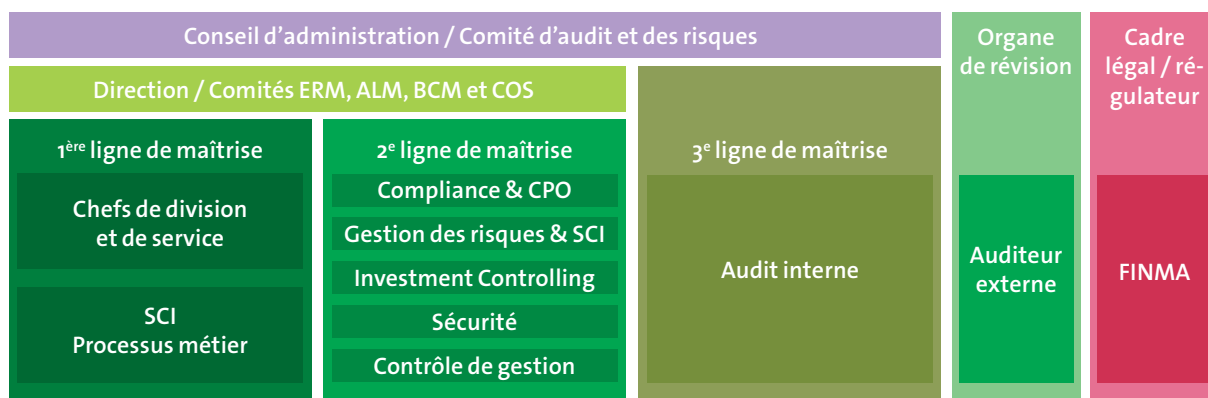 Conseil d'administration / Comité d'audit et des risques
Direction / Comités ERM, ALM, BCM et COS
1ère ligne de maîtrise
Chefs de division
et de service
SCI
Processus métier
2e ligne de maîtrise
Compliance & CPO
Gestion des risques & SCI
Investment Controlling
Sécurité
Contrôle de gestion
3e ligne de maîtrise
Audit interne
Organe
de révision
Auditeur
externe
Cadre
légal / ré-
gulateur
FINMA